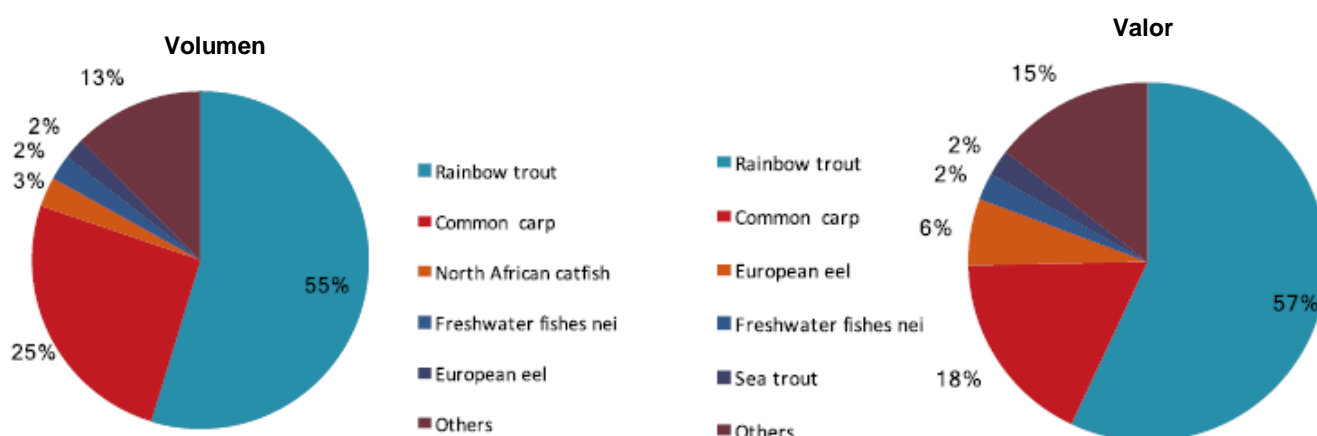 Volumen
13%
2%
2%
3%
25%
55%
Rainbow trout
Common carp
North African catfish
Freshwater fishes nei
European eel
Others
Valor
15%
2%
2%
6%
18%
57%
Rainbow trout
Common carp
European eel
Freshwater fishes nei
Sea trout
Others